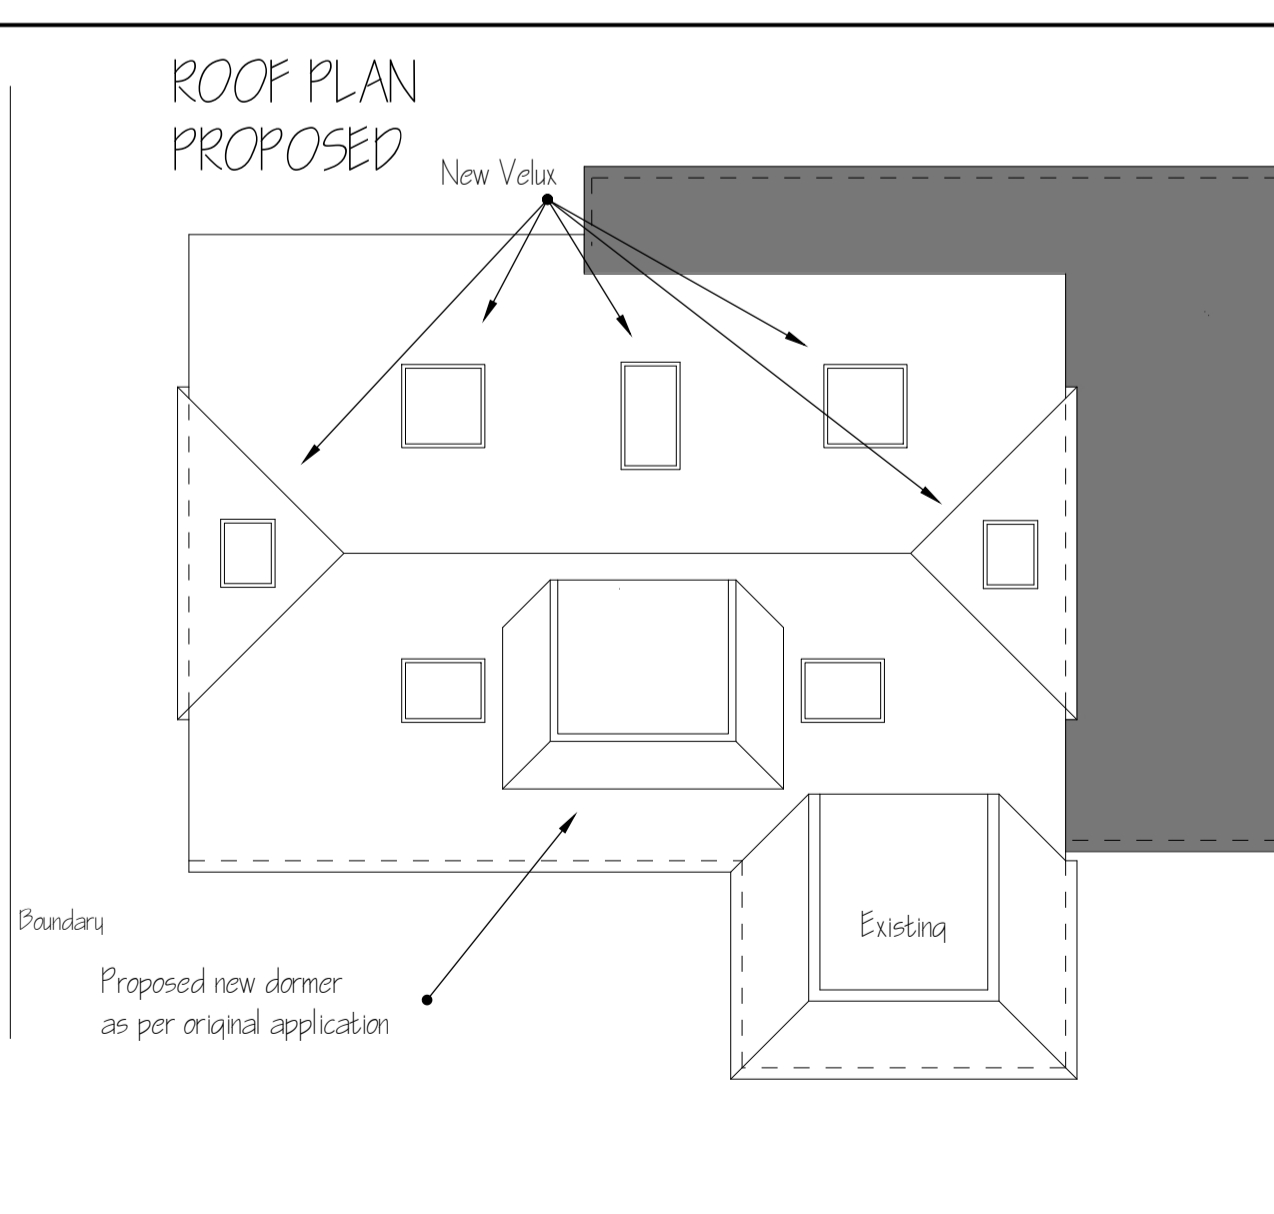 ROOF PLAN
PROPOSED
New Velux
Existing
Boundary
Proposed new dormer
as per original application